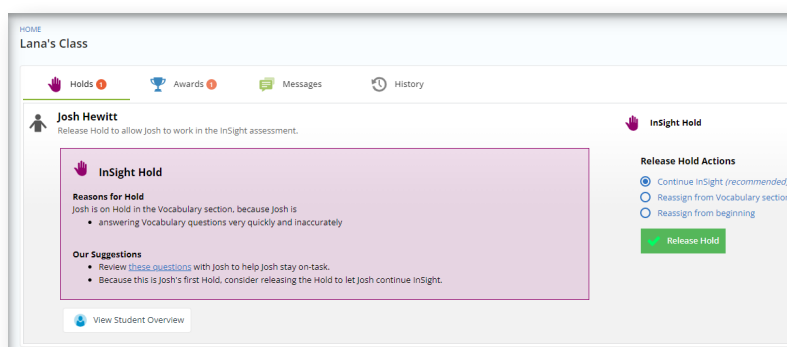 HOME
Lana's Class
Holds 1 Awards 1 Messages History
Josh Hewitt
Release Hold to allow Josh to work in the InSight assessment.
InSight Hold
Reasons for Hold
Josh is on Hold in the Vocabulary section, because Josh is
• answering Vocabulary questions very quickly and inaccurately
Our Suggestions
• Review these questions with Josh to help Josh stay on-task.
• Because this is Josh's first Hold, consider releasing the Hold to let Josh continue InSight.
View Student Overview
InSight Hold
Release Hold Actions
Continue InSight (recommended)
Reassign from Vocabulary section
Reassign from beginning
Release Hold